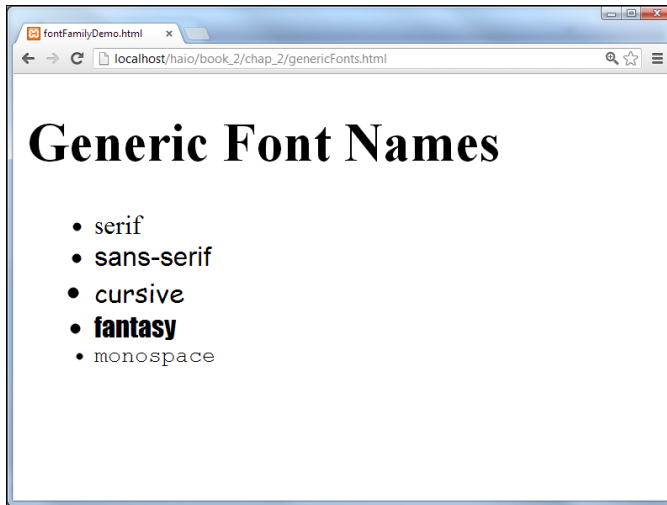 fontFamilyDemo.html
localhost/haio/book_2/chap_2/genericFonts.html
Generic Font Names
serif
sans-serif
cursive
fantasy
monospace